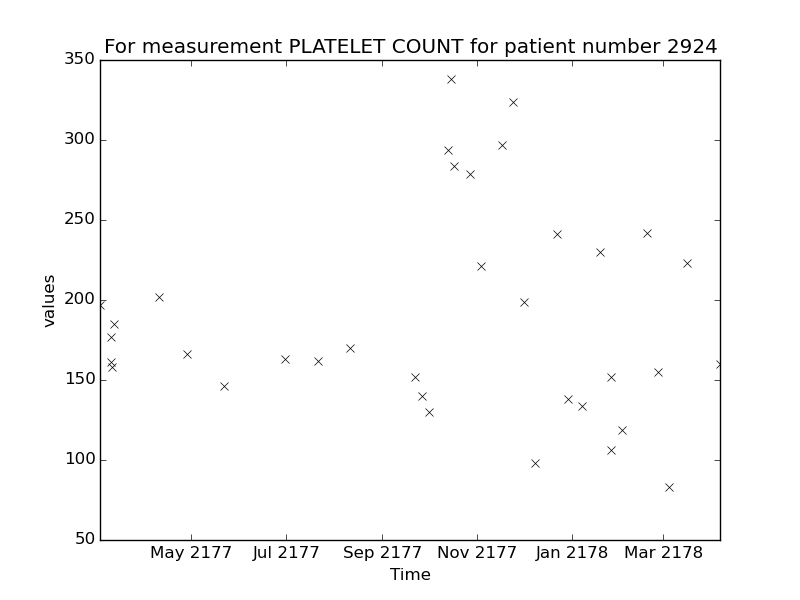 For measurement PLATELET COUNT for patient number 2924
350
300
250
200
150
100
50
values
May 2177 Jul 2177 Sep 2177 Nov 2177 Jan 2178 Mar 2178
Time